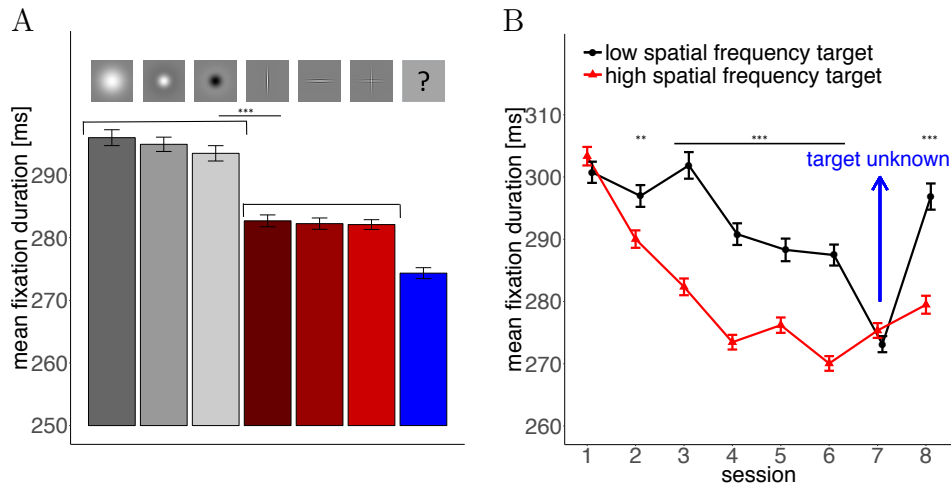 A
?
***
mean fixation duration [ms]
290
280
270
260
250
B
low spatial frequency target
high spatial frequency target
**
***
***
target unknown
mean fixation duration [ms]
310
300
290
280
270
260
1 2 3 4 5 6 7 8
session